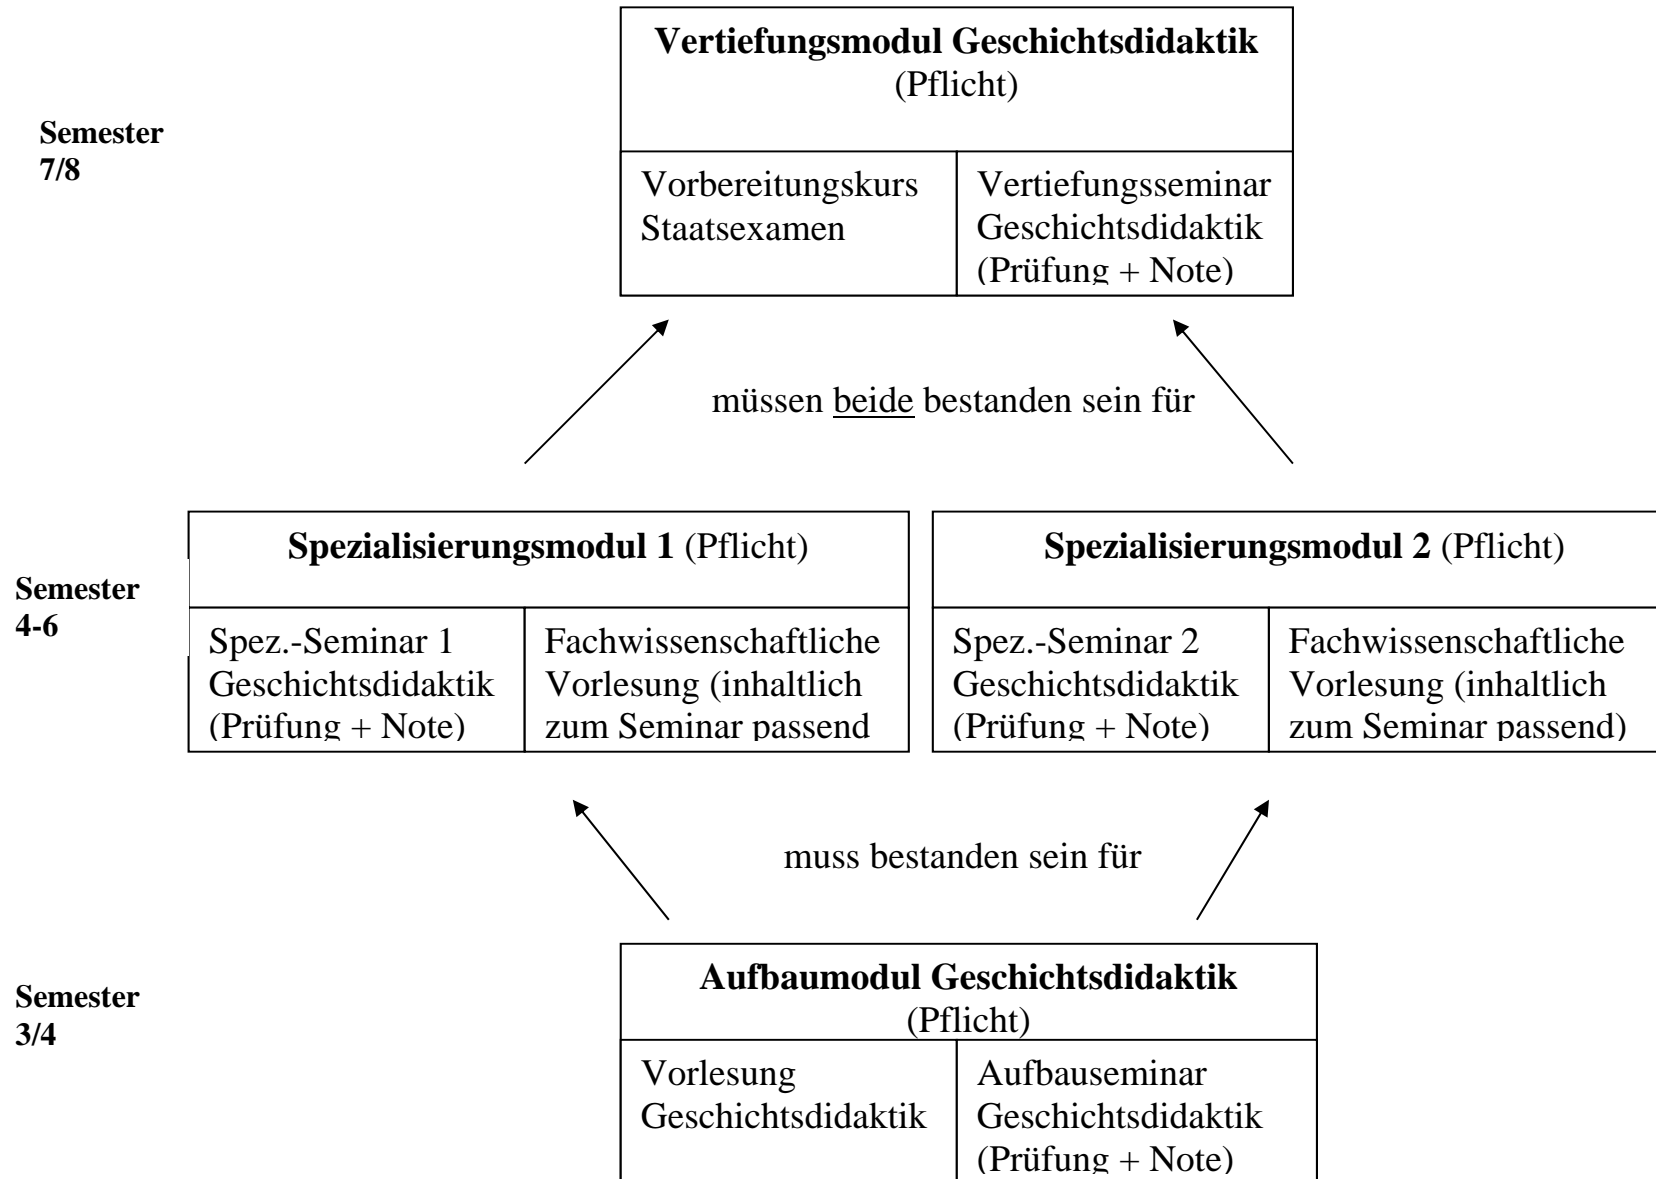 Vertiefungsmodul Geschichtsdidaktik
(Pflicht)
Semester
7/8
Vorbereitungskurs
Staatsexamen
Vertiefungsseminar
Geschichtsdidaktik
(Prüfung + Note)
müssen beide bestanden sein für
Semester
4-6
Spezialisierungsmodul 1 (Pflicht)
Spez.-Seminar 1
Geschichtsdidaktik
(Prüfung + Note)
Fachwissenschaftliche
Vorlesung (inhaltlich
zum Seminar passend
Spezialisierungsmodul 2 (Pflicht)
Spez.-Seminar 2
Geschichtsdidaktik
(Prüfung + Note)
Fachwissenschaftliche
Vorlesung (inhaltlich
zum Seminar passend)
muss bestanden sein für
Semester
3/4
Aufbaumodul Geschichtsdidaktik
(Pflicht)
Vorlesung
Geschichtsdidaktik
Aufbauseminar
Geschichtsdidaktik
(Prüfung + Note)